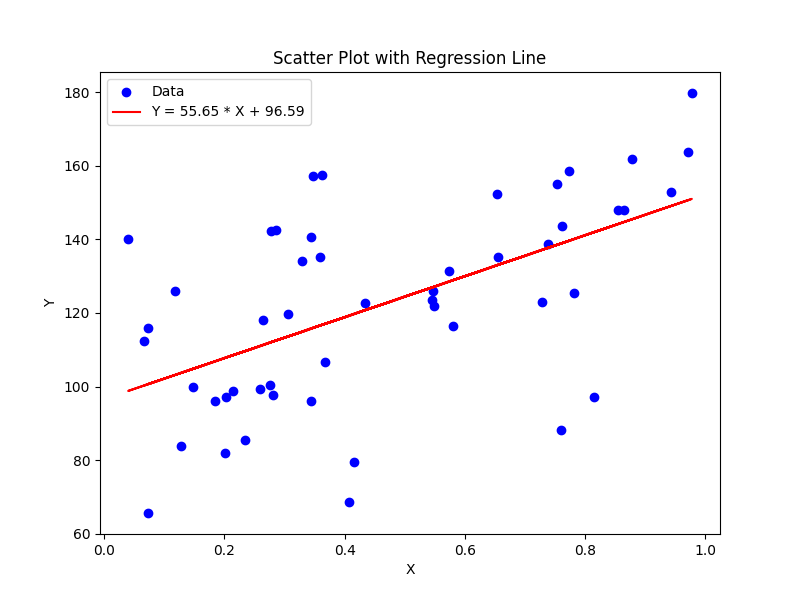 Scatter Plot with Regression Line
Data
Y = 55.65 * X + 96.59
180
160
140
120
100
80
60
Y
0.0 0.2 0.4 0.6 0.8 1.0
X